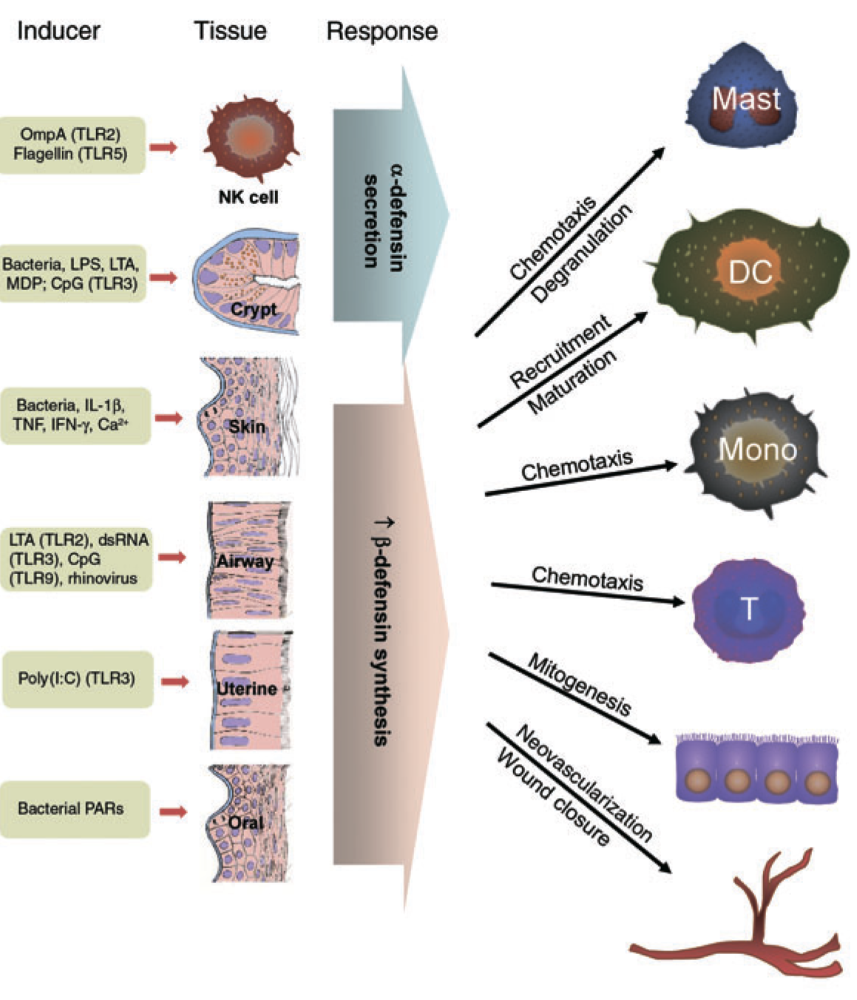 Inducer
Tissue
Response
OmpA (TLR2)
Flagellin (TLR5)
NK cell
Bacteria, LPS, LTA,
MDP; CpG (TLR3)
Crypt
Bacteria, IL-1β,
TNF, IFN-γ, Ca²⁺
Skin
LTA (TLR2), dsRNA
(TLR3), CpG
(TLR9), rhinovirus
Airway
Poly(I:C) (TLR3)
Uterine
Bacterial PARs
Oral
α-defensin
secretion
↑ β-defensin synthesis
Chemotaxis
Degranulation
Mast
Recruitment
Maturation
DC
Chemotaxis
Mono
Chemotaxis
T
Mitogenesis
Neovascularization
Wound closure